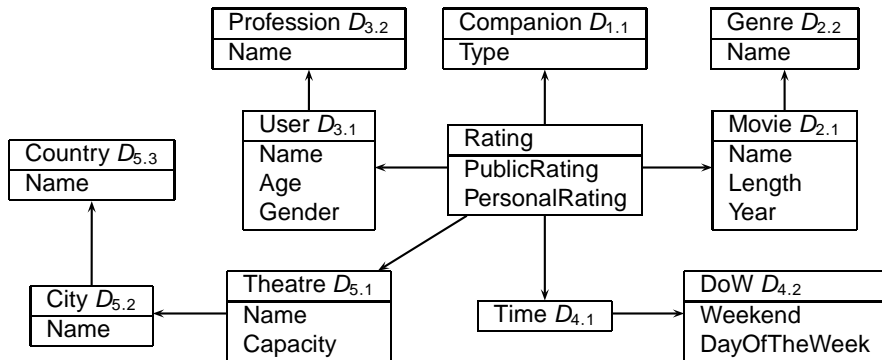 Profession D3.2
Name
Companion D1.1
Type
Genre D2.2
Name
User D3.1
Name
Age
Gender
Rating
PublicRating
PersonalRating
Movie D2.1
Name
Length
Year
Country D5.3
Name
City D5.2
Name
Theatre D5.1
Name
Capacity
Time D4.1
DoW D4.2
Weekend
DayOfTheWeek